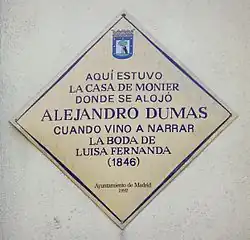 AQUÍ ESTUVO
LA CASA DE MONIER
DONDE SE ALOJÓ
ALEJANDRO DUMAS
CUANDO VINO A NARRAR
LA BODA DE
LUISA FERNANDA
(1846)
Ayuntamiento de Madrid